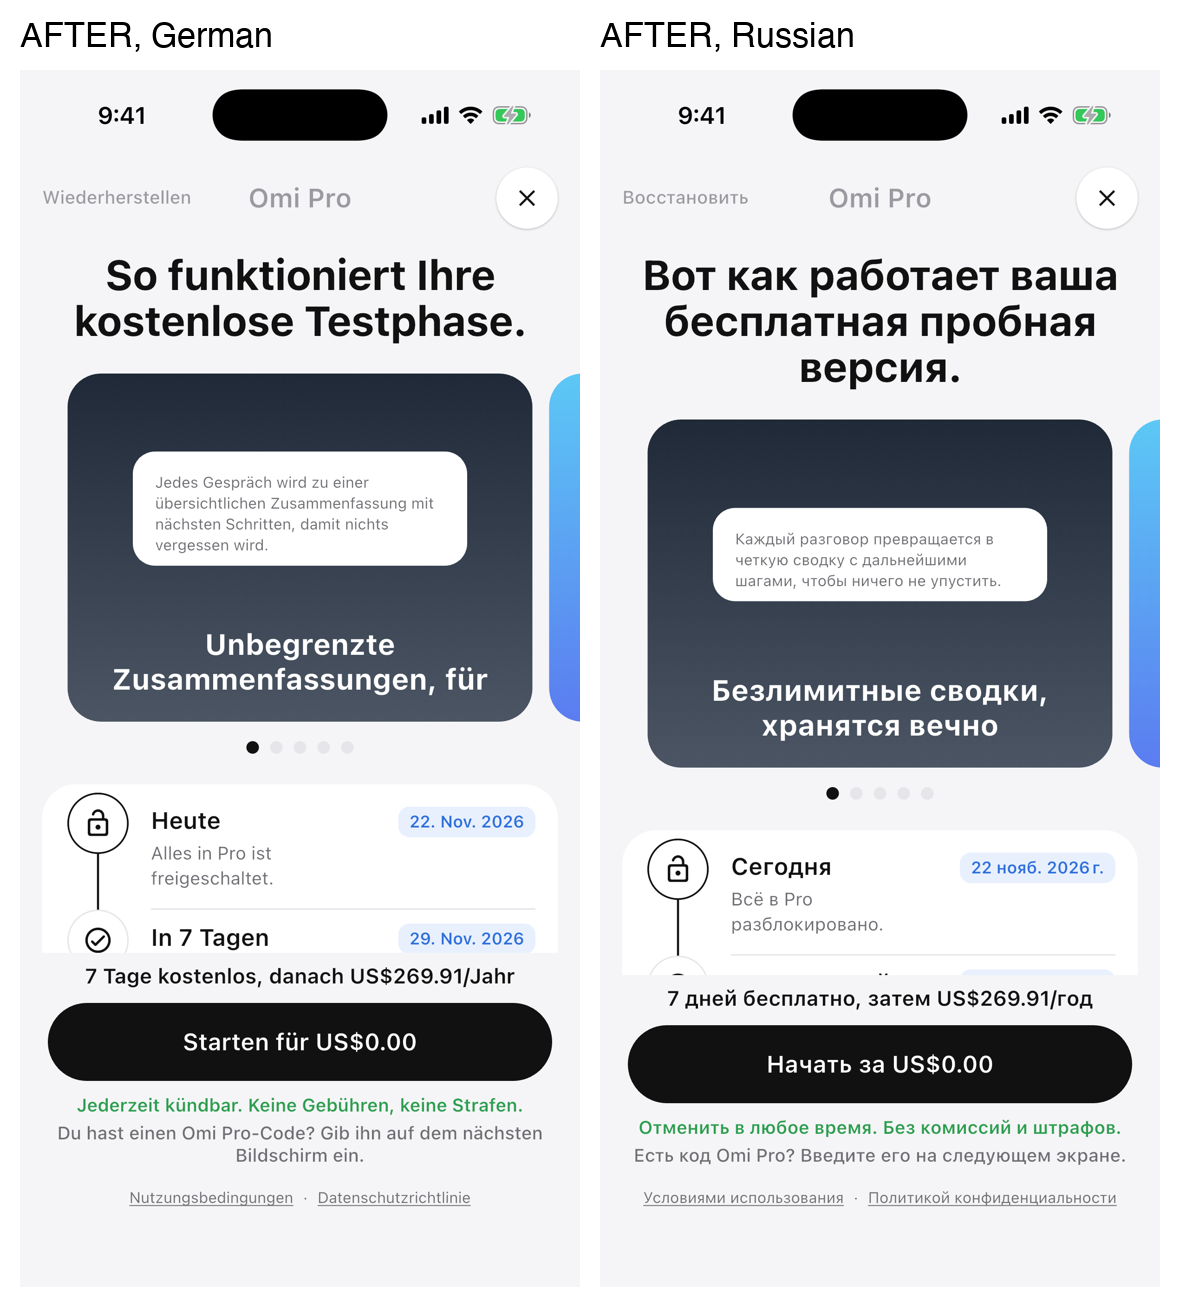 AFTER, German
9:41
Wiederherstellen
Omi Pro
So funktioniert Ihre
kostenlose Testphase.
Jedes Gespräch wird zu einer
übersichtlichen Zusammenfassung mit
nächsten Schritten, damit nichts
vergessen wird.
Unbegrenzte
Zusammenfassungen, für
Heute
22. Nov. 2026
Alles in Pro ist
freigeschaltet.
In 7 Tagen
29. Nov. 2026
7 Tage kostenlos, danach US$269.91/Jahr
Starten für US$0.00
Jederzeit kündbar. Keine Gebühren, keine Strafen.
Du hast einen Omi Pro-Code? Gib ihn auf dem nächsten
Bildschirm ein.
Nutzungsbedingungen · Datenschutzrichtlinie
AFTER, Russian
9:41
Восстановить
Omi Pro
Вот как работает ваша
бесплатная пробная
версия.
Каждый разговор превращается в
четкую сводку с дальнейшими
шагами, чтобы ничего не упустить.
Безлимитные сводки,
хранятся вечно
Сегодня
22 нояб. 2026 г.
Всё в Pro
разблокировано.
7 дней бесплатно, затем US$269.91/год
Начать за US$0.00
Отменить в любое время. Без комиссий и штрафов.
Есть код Omi Pro? Введите его на следующем экране.
Условиями использования · Политикой конфиденциальности